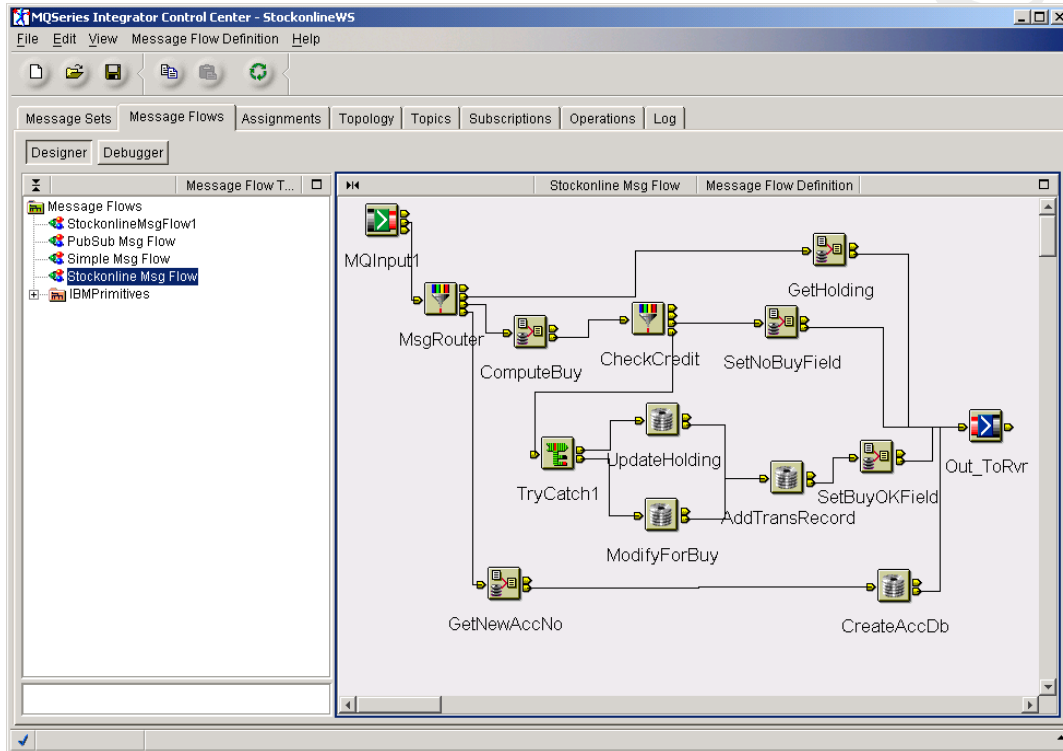 MQSeries Integrator Control Center - StockonlineWS
File Edit View Message Flow Definition Help
Message Sets Message Flows Assignments Topology Topics Subscriptions Operations Log
Designer Debugger
Message Flow T...
Stockonline Msg Flow Message Flow Definition
Message Flows
StockonlineMsgFlow1
PubSub Msg Flow
Simple Msg Flow
Stockonline Msg Flow
IBMPrimitives
MQInput1
GetHolding
MsgRouter
ComputeBuy
CheckCredit
SetNoBuyField
UpdateHolding
Out_ToRvr
TryCatch1
SetBuyOKField
AddTransRecord
ModifyForBuy
GetNewAccNo
CreateAccDb